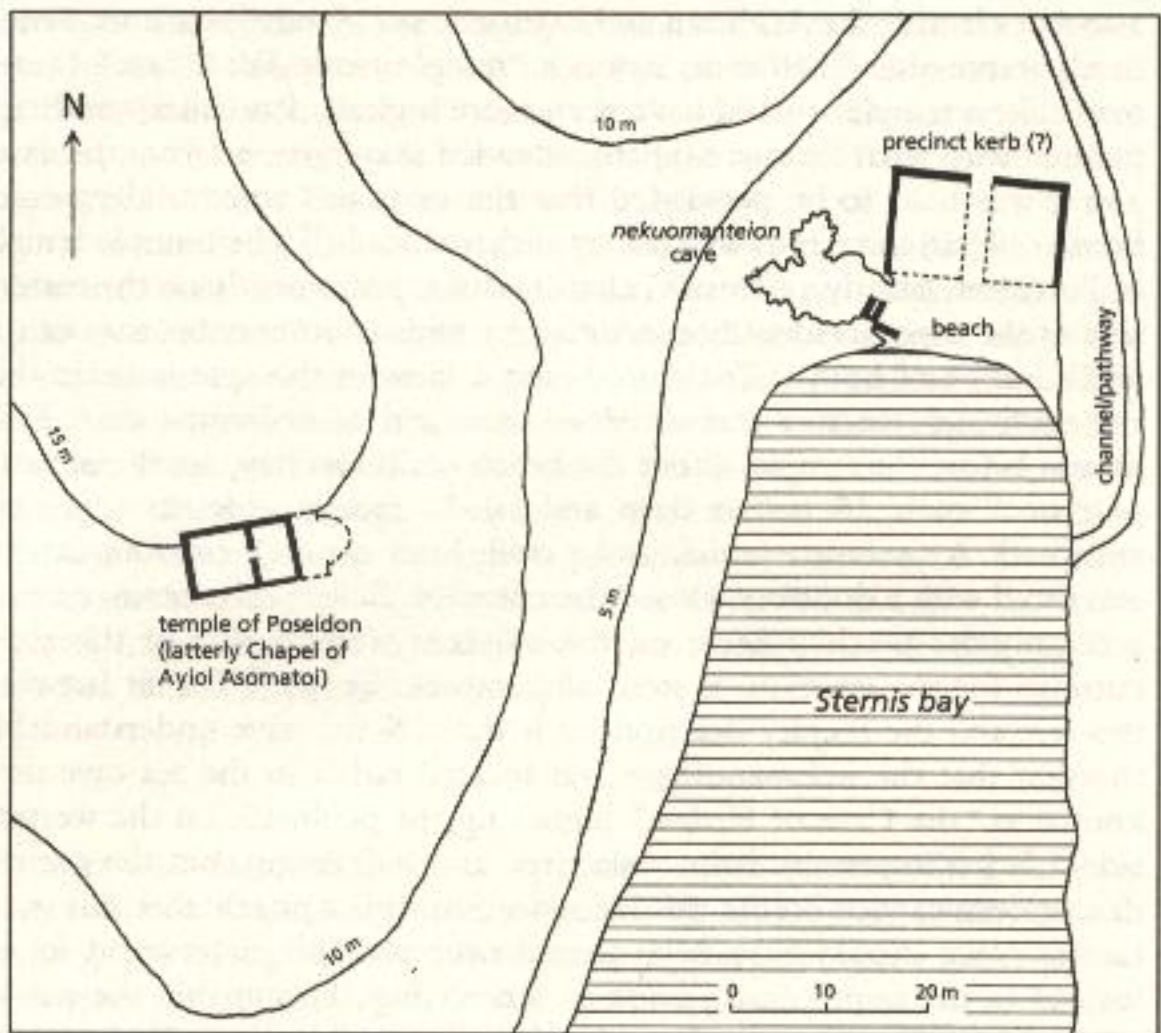 N
10 m
precinct kerb (?)
nekuomanteion
cave
beach
channel/pathway
15 m
5 m
temple of Poseidon
(latterly Chapel of
Ayioi Asomatoi)
Sternis bay
10 m
0 10 20 m